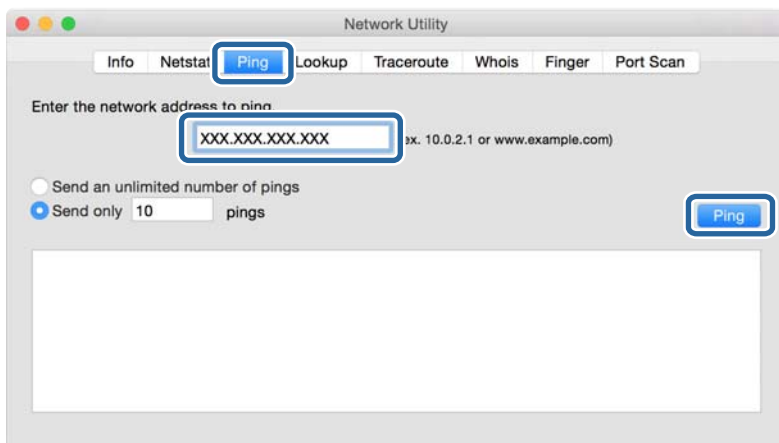 Network Utility
Info Netstat Ping Lookup Traceroute Whois Finger Port Scan
Enter the network address to ping.
XXX.XXX.XXX.XXX ex. 10.0.2.1 or www.example.com)
Send an unlimited number of pings
Send only 10 pings
Ping